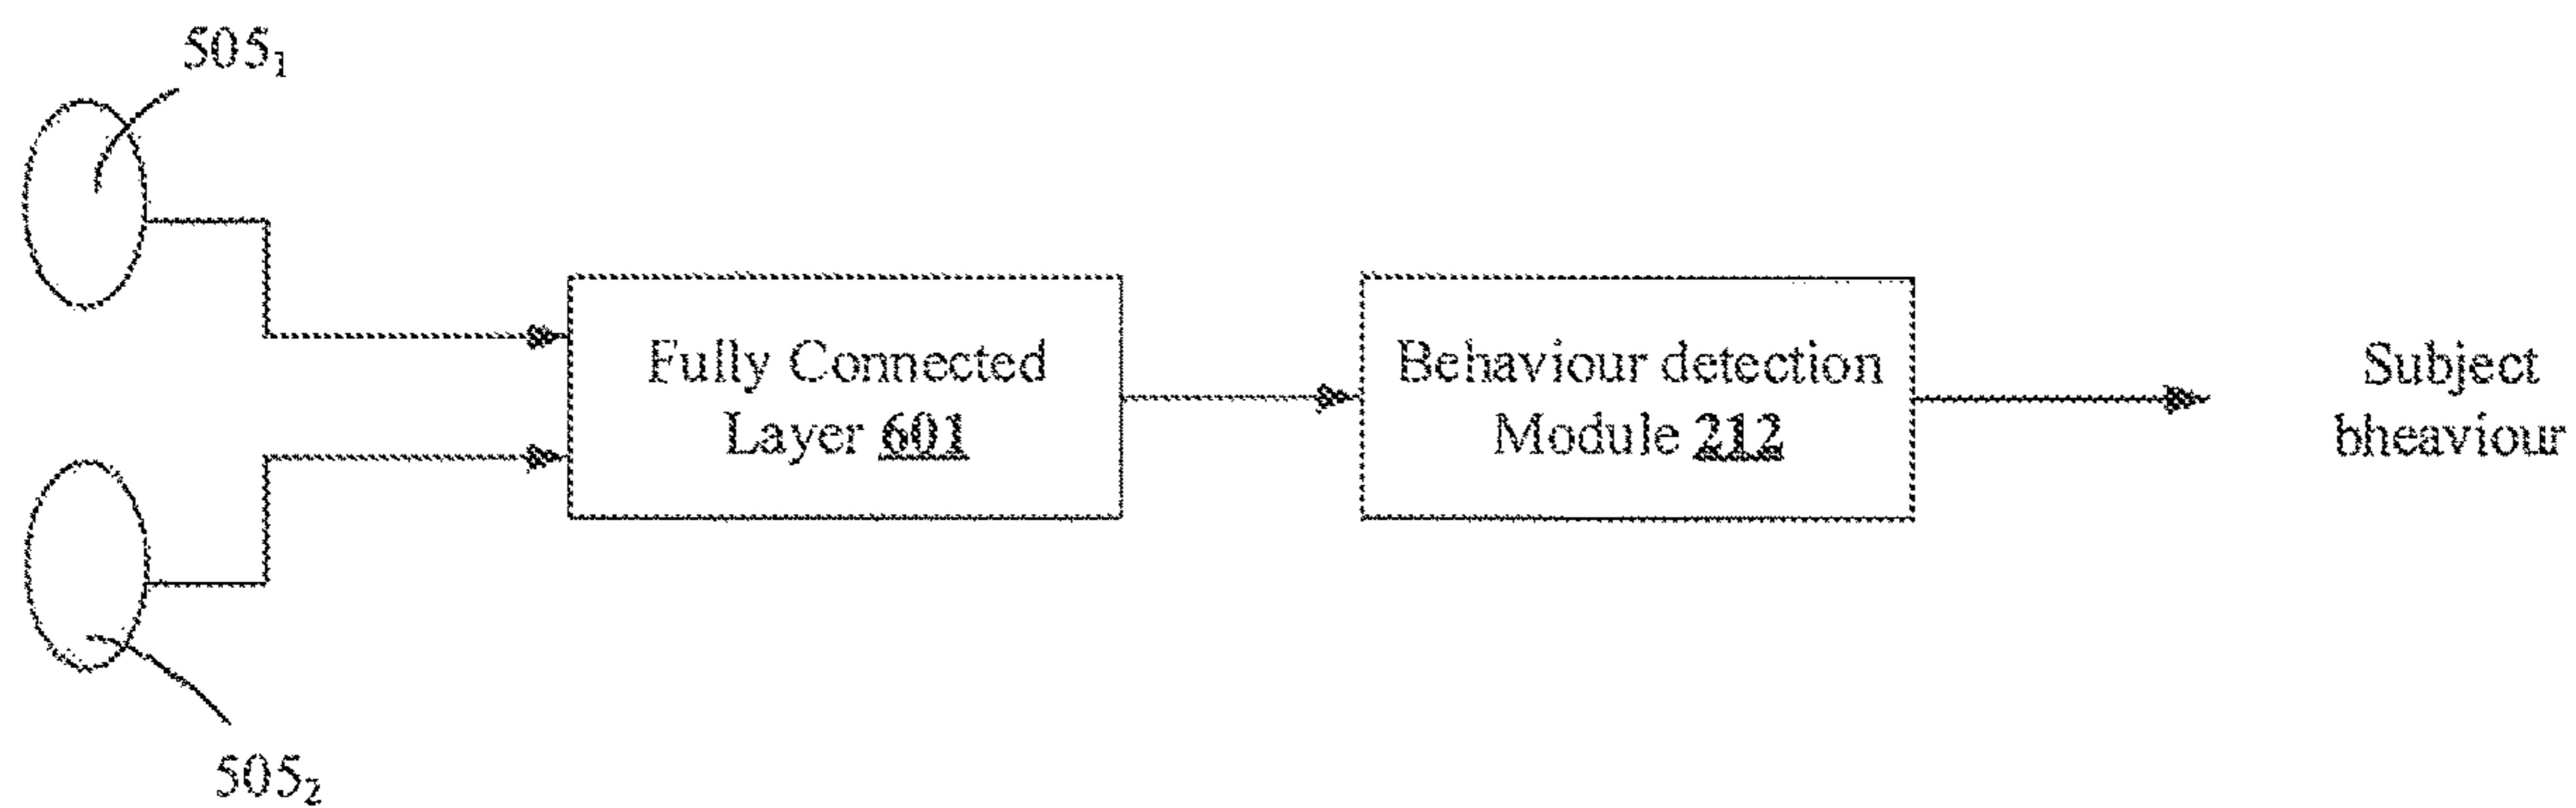 505₁
Fully Connected
Layer 601
Behaviour detection
Module 212
Subject
bheaviour
505₂